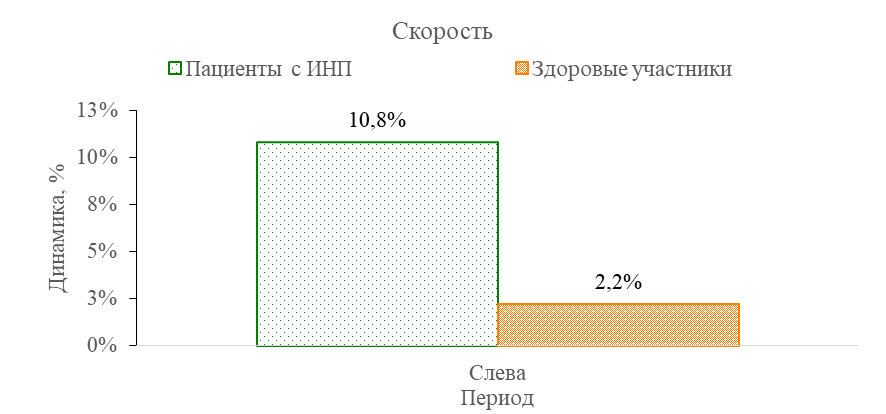 Скорость
Пациенты с ИНП
Здоровые участники
13%
10%
8%
5%
3%
0%
Динамика, %
10,8%
2,2%
Слева
Период